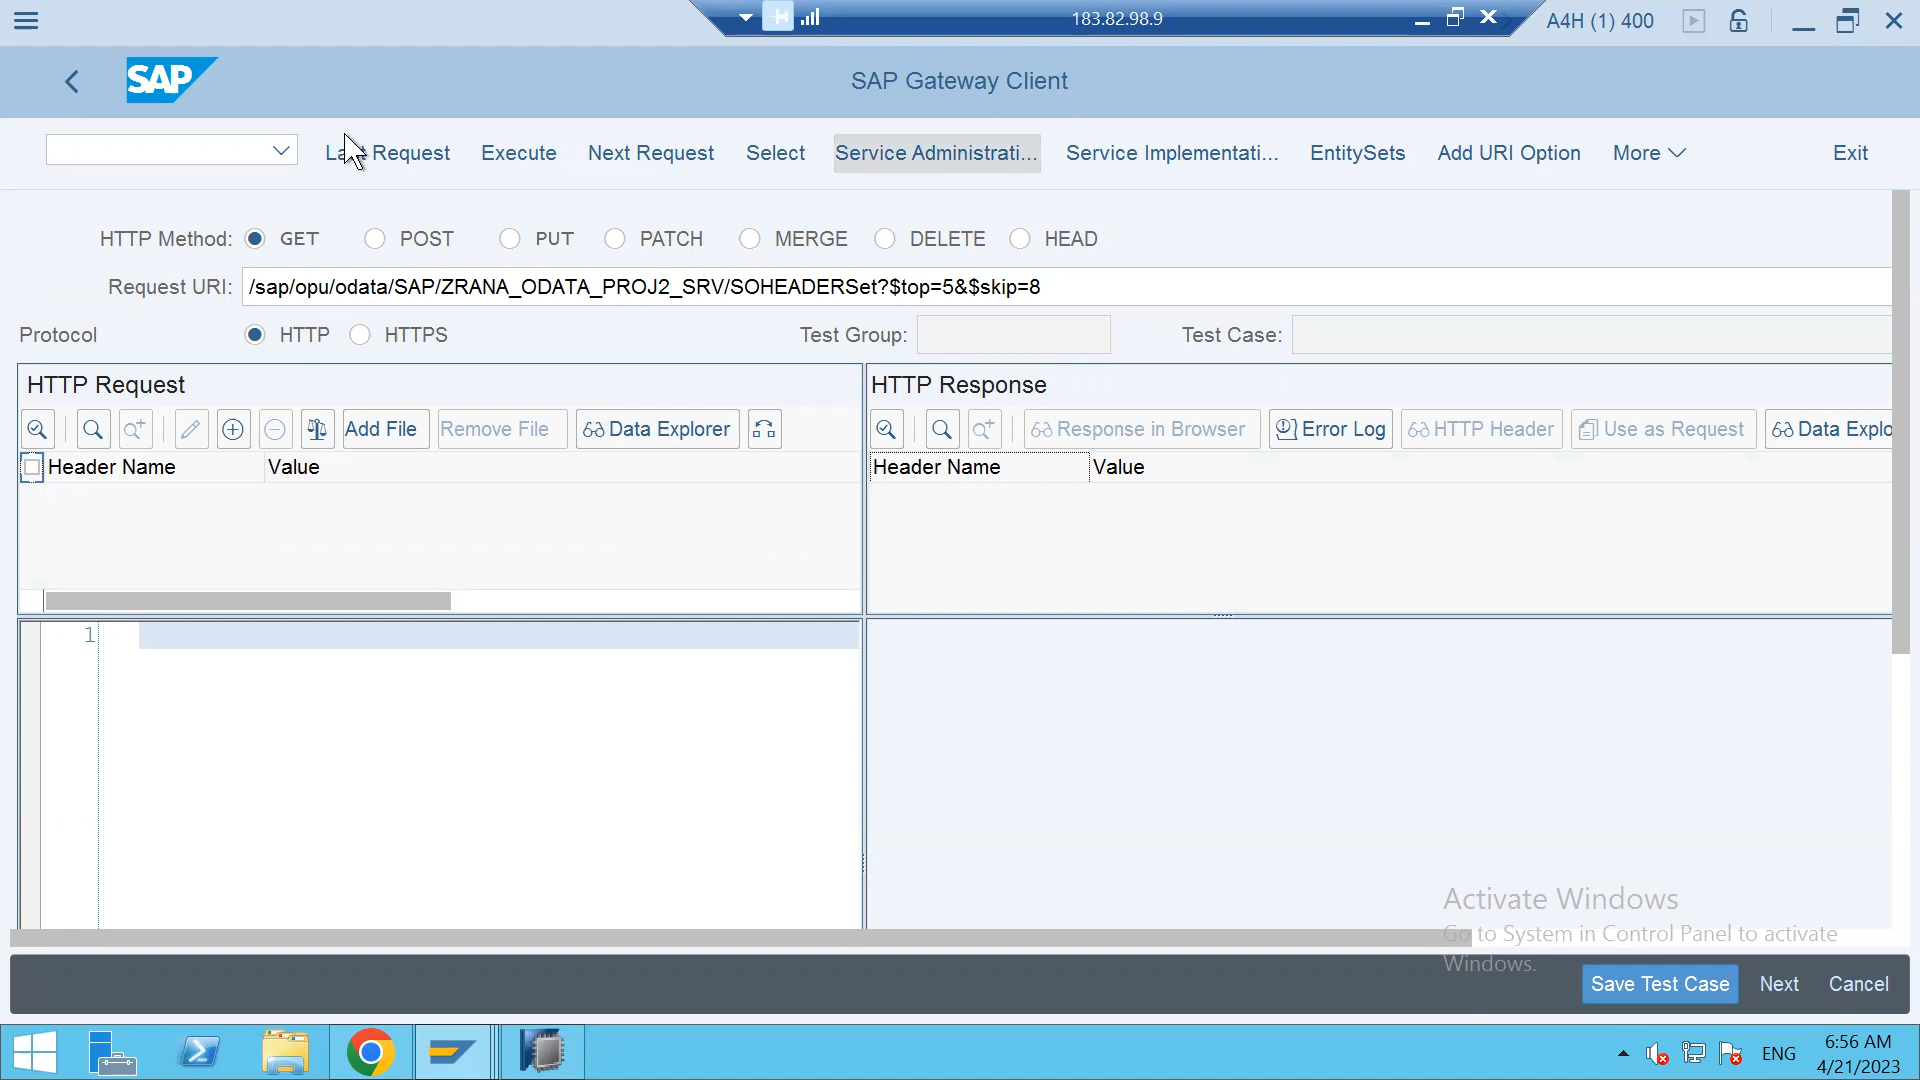 183.82.98.9
A4H (1) 400
SAP
SAP Gateway Client
Last Request Execute Next Request Select Service Administrati... Service Implementati... EntitySets Add URI Option More Exit
HTTP Method: GET POST PUT PATCH MERGE DELETE HEAD
Request URI: /sap/opu/odata/SAP/ZRANA_ODATA_PROJ2_SRV/SOHEADERSet?$top=5&$skip=8
Protocol HTTP HTTPS Test Group: Test Case:
HTTP Request HTTP Response
Add File Remove File Data Explorer Response in Browser Error Log HTTP Header Use as Request Data Explo
Header Name Value Header Name Value
1
Activate Windows
Go to System in Control Panel to activate
Windows.
Save Test Case Next Cancel
ENG 6:56 AM
4/21/2023